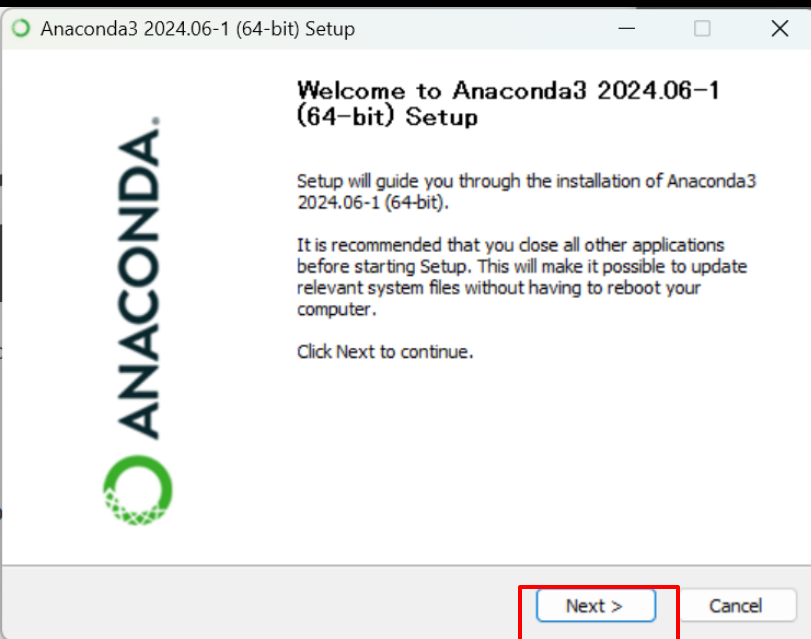 Anaconda3 2024.06-1 (64-bit) Setup
Welcome to Anaconda3 2024.06-1
(64-bit) Setup
ANACONDA.
Setup will guide you through the installation of Anaconda3
2024.06-1 (64-bit).
It is recommended that you close all other applications
before starting Setup. This will make it possible to update
relevant system files without having to reboot your
computer.
Click Next to continue.
Next >
Cancel